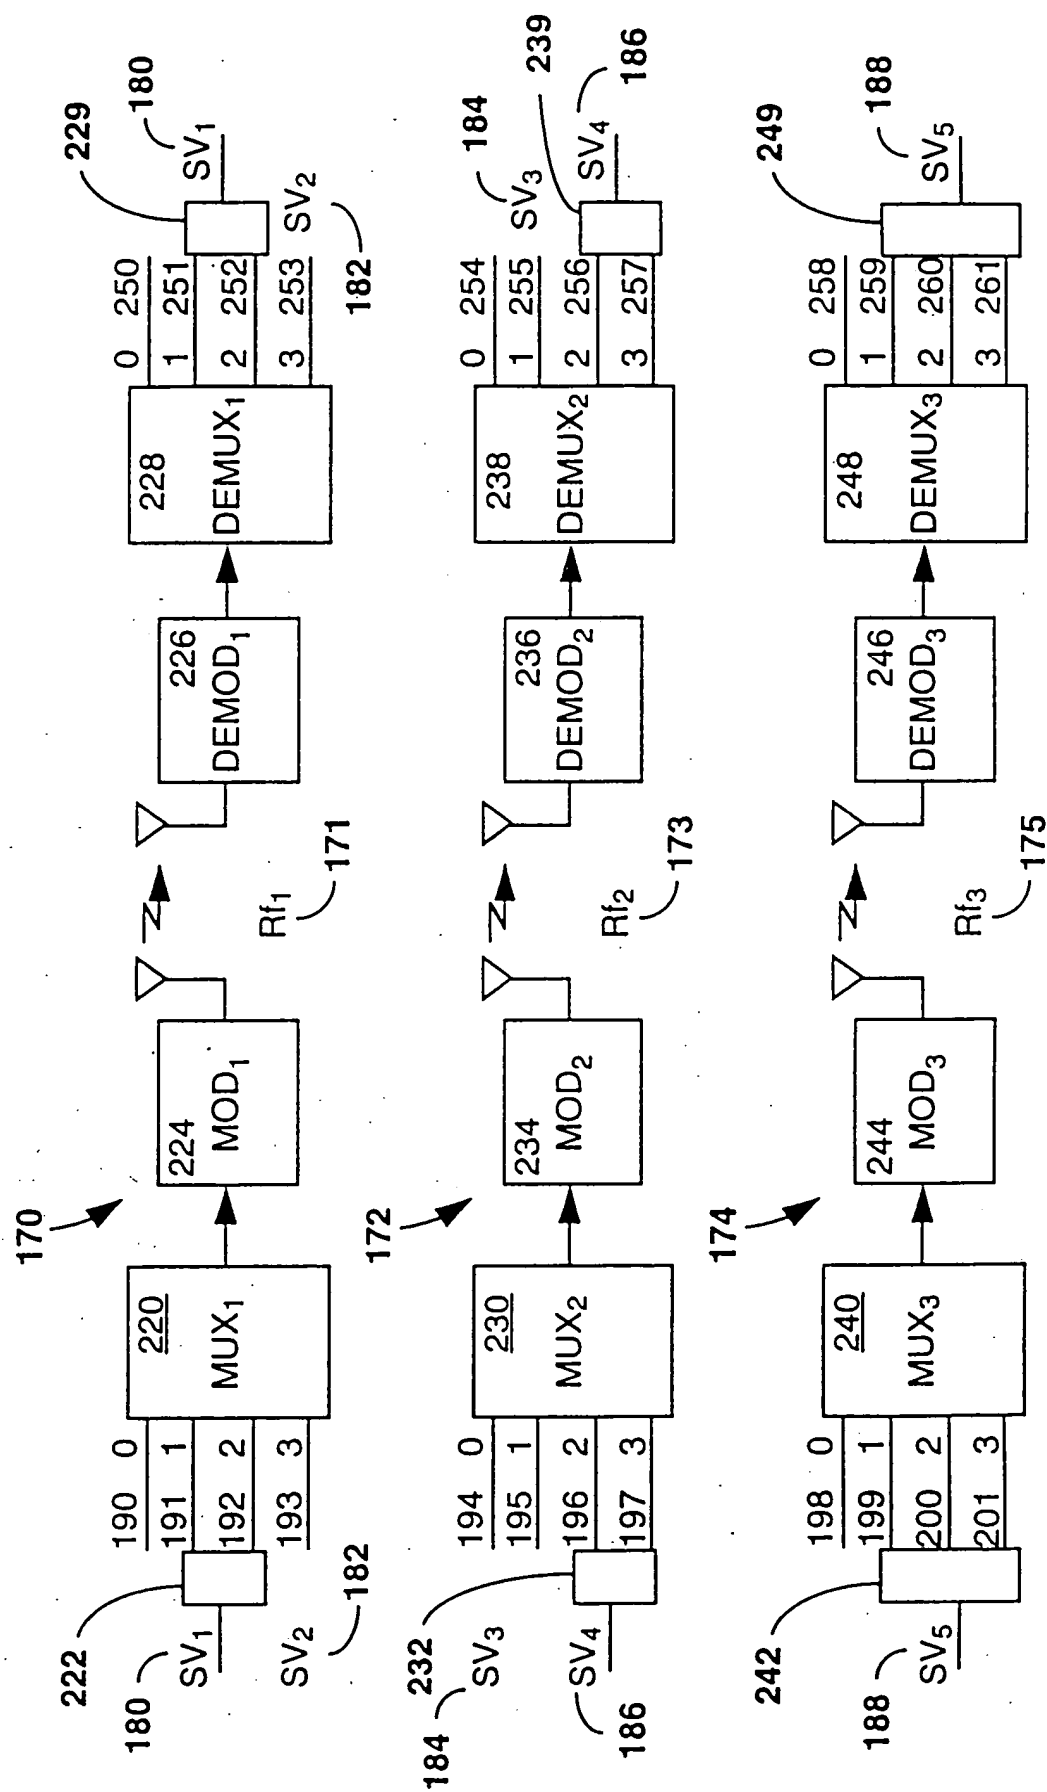 170
222
180
SV1
SV2
182
190 0
191 1
192 2
193 3
220
MUX1
224
MOD1
Rf1
171
226
DEMOD1
228
DEMUX1
0 250
1 251
2 252
3 253
229
180
SV1
SV2
182
172
184
232
SV3
SV4
186
194 0
195 1
196 2
197 3
230
MUX2
234
MOD2
Rf2
173
236
DEMOD2
238
DEMUX2
0 254
1 255
2 256
3 257
184
SV3
239
SV4
186
174
242
188
SV5
198 0
199 1
200 2
201 3
240
MUX3
244
MOD3
Rf3
175
246
DEMOD3
248
DEMUX3
0 258
1 259
2 260
3 261
249
188
SV5